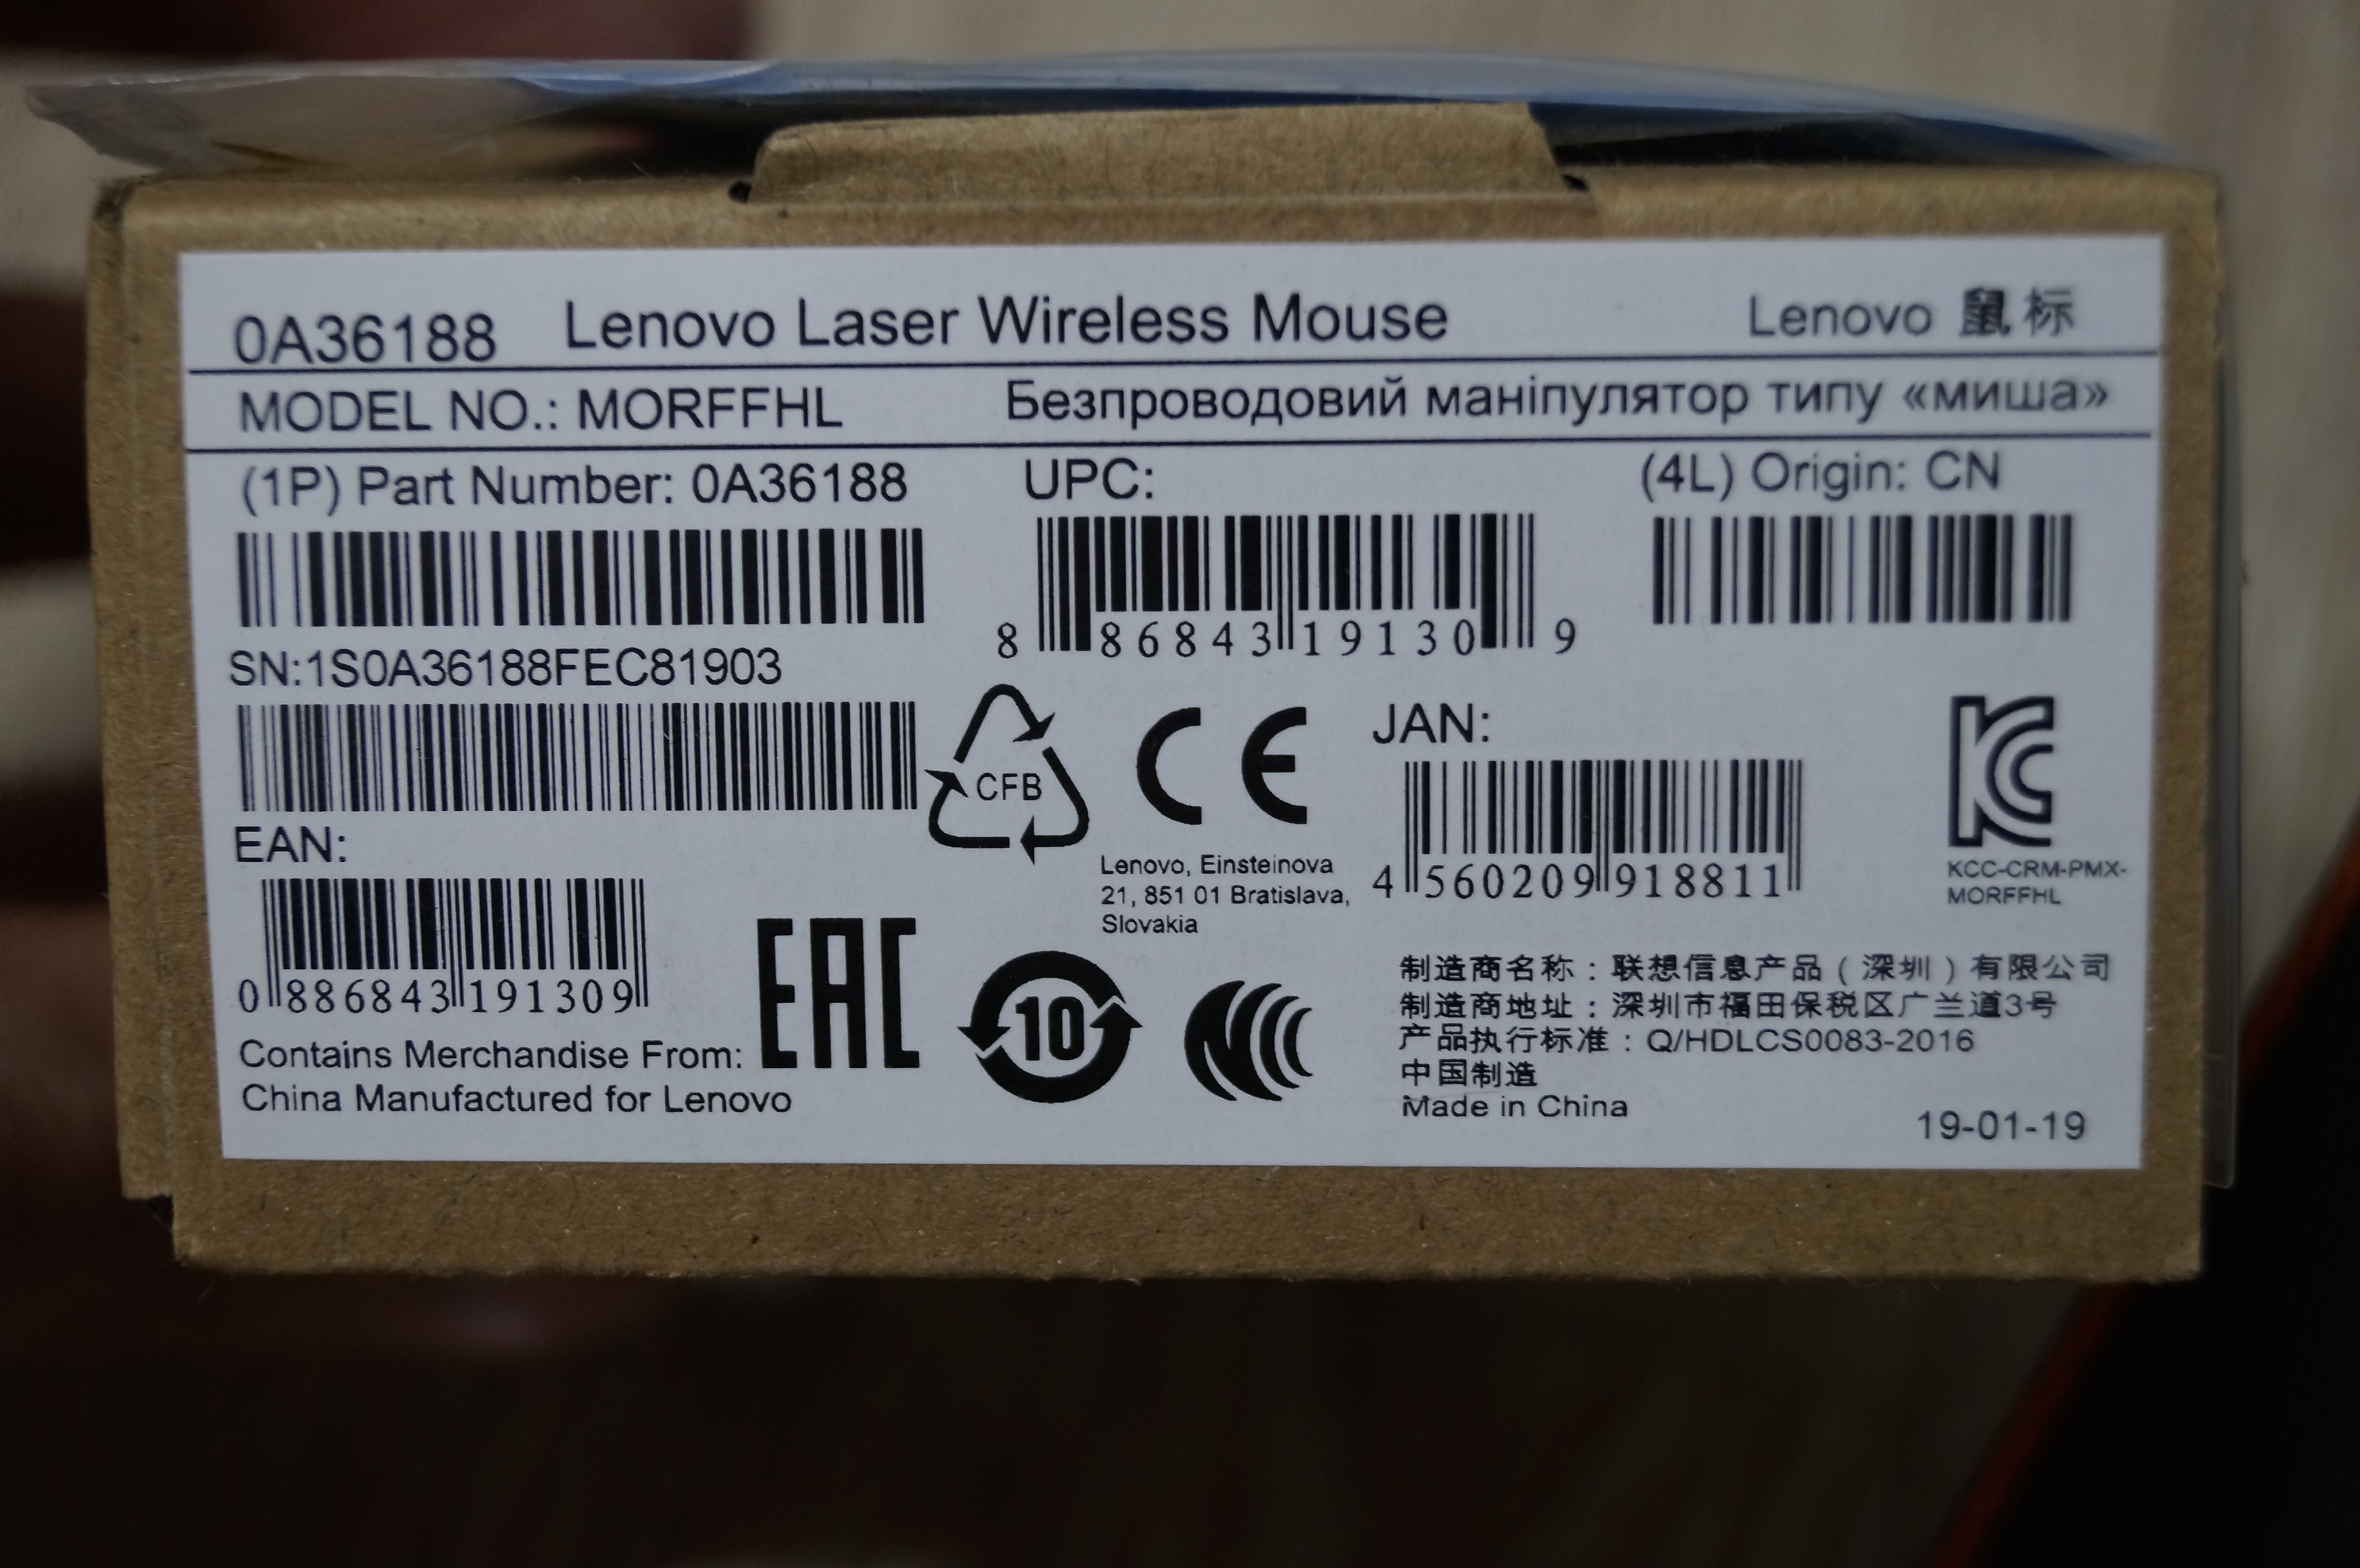 0A36188 Lenovo Laser Wireless Mouse Lenovo 鼠标
MODEL NO.: MORFFHL Безпроводовий маніпулятор типу «миша»
(1P) Part Number: 0A36188 UPC: (4L) Origin: CN
8 86843 19130 9
SN:1S0A36188FEC81903
CFB
CE
JAN:
4 560209 918811
KC
KCC-CRM-PMX-
MORFFHL
EAN:
0 886843 191309
Lenovo, Einsteinova
21, 851 01 Bratislava,
Slovakia
EAC
10
Contains Merchandise From:
China Manufactured for Lenovo
制造商名称：联想信息产品（深圳）有限公司
制造商地址：深圳市福田保税区广兰道3号
产品执行标准：Q/HDLCS0083-2016
中国制造
Made in China
19-01-19